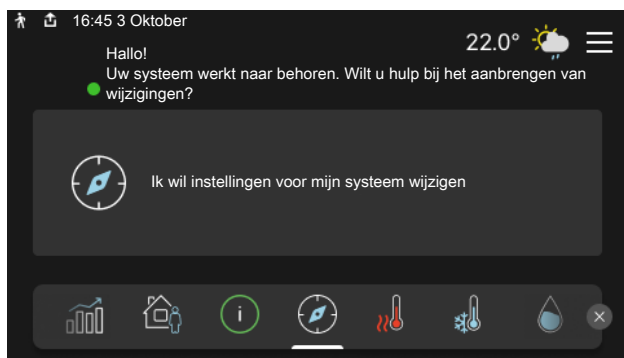 16:45 3 Oktober
22.0°
Hallo!
Uw systeem werkt naar behoren. Wilt u hulp bij het aanbrengen van
wijzigingen?
Ik wil instellingen voor mijn systeem wijzigen
i